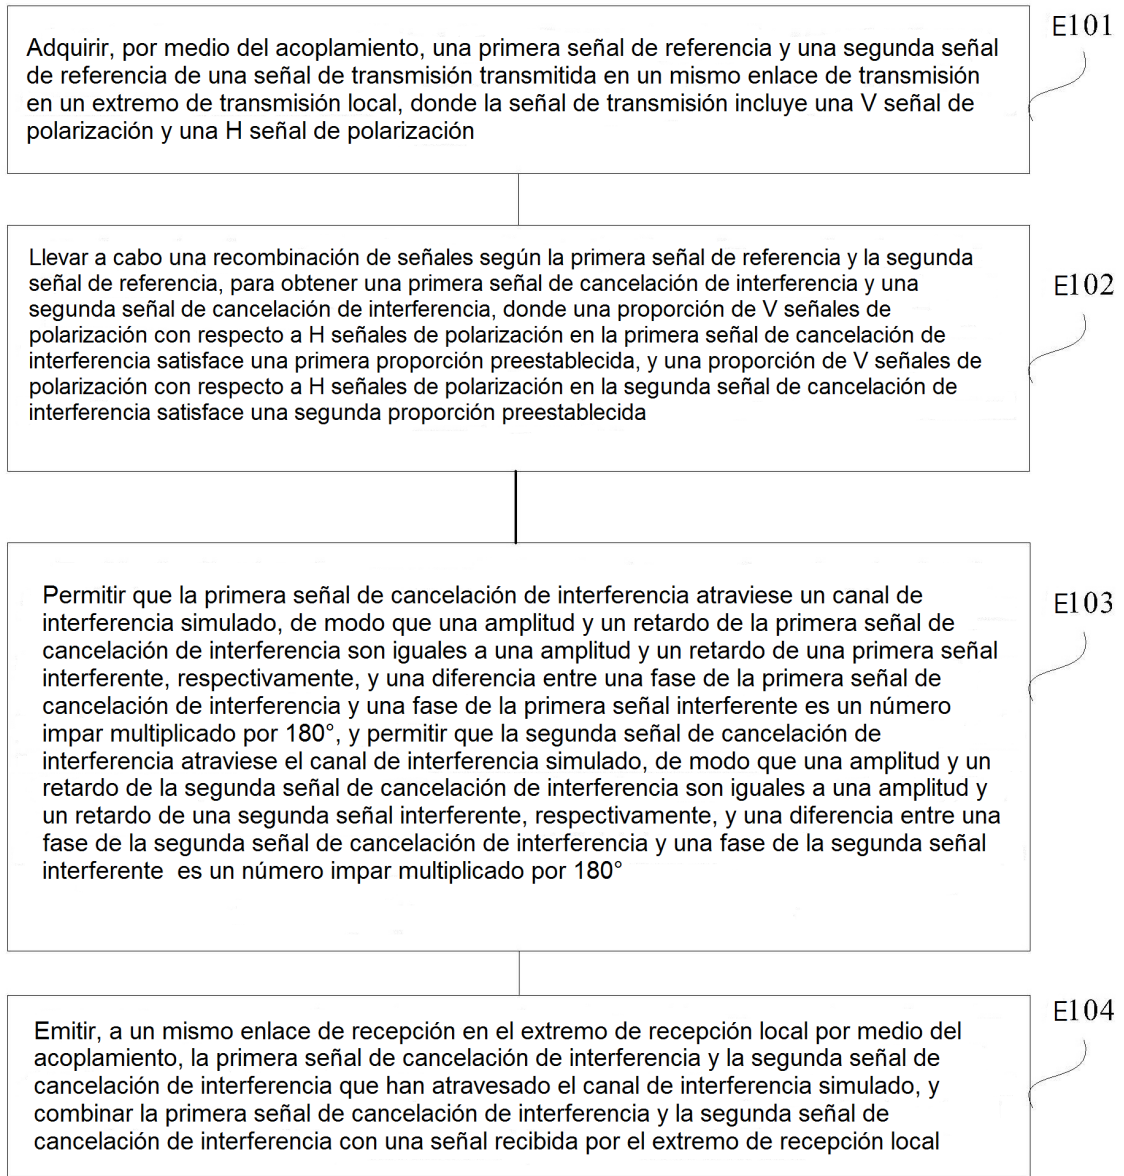 E101
Adquirir, por medio del acoplamiento, una primera señal de referencia y una segunda señal
de referencia de una señal de transmisión transmitida en un mismo enlace de transmisión
en un extremo de transmisión local, donde la señal de transmisión incluye una V señal de
polarización y una H señal de polarización
E102
Llevar a cabo una recombinación de señales según la primera señal de referencia y la segunda
señal de referencia, para obtener una primera señal de cancelación de interferencia y una
segunda señal de cancelación de interferencia, donde una proporción de V señales de
polarización con respecto a H señales de polarización en la primera señal de cancelación de
interferencia satisface una primera proporción preestablecida, y una proporción de V señales de
polarización con respecto a H señales de polarización en la segunda señal de cancelación de
interferencia satisface una segunda proporción preestablecida
E103
Permitir que la primera señal de cancelación de interferencia atraviese un canal de
interferencia simulado, de modo que una amplitud y un retardo de la primera señal de
cancelación de interferencia son iguales a una amplitud y un retardo de una primera señal
interferente, respectivamente, y una diferencia entre una fase de la primera señal de
cancelación de interferencia y una fase de la primera señal interferente es un número
impar multiplicado por 180°, y permitir que la segunda señal de cancelación de
interferencia atraviese el canal de interferencia simulado, de modo que una amplitud y un
retardo de la segunda señal de cancelación de interferencia son iguales a una amplitud y
un retardo de una segunda señal interferente, respectivamente, y una diferencia entre una
fase de la segunda señal de cancelación de interferencia y una fase de la segunda señal
interferente es un número impar multiplicado por 180°
E104
Emitir, a un mismo enlace de recepción en el extremo de recepción local por medio del
acoplamiento, la primera señal de cancelación de interferencia y la segunda señal de
cancelación de interferencia que han atravesado el canal de interferencia simulado, y
combinar la primera señal de cancelación de interferencia y la segunda señal de
cancelación de interferencia con una señal recibida por el extremo de recepción local